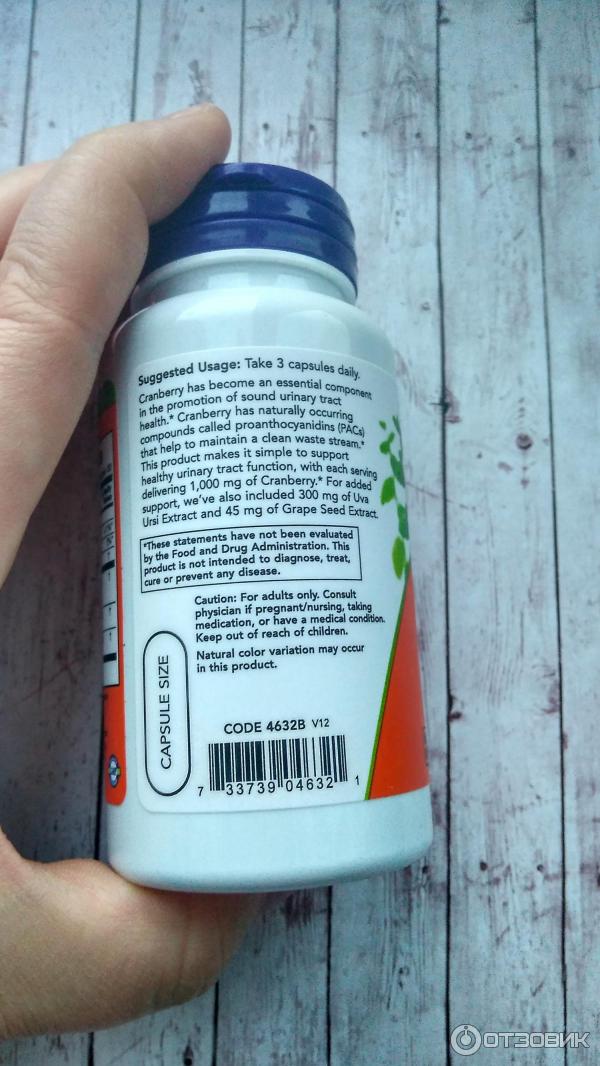 Suggested Usage: Take 3 capsules daily.
Cranberry has become an essential component
in the promotion of sound urinary tract
health.* Cranberry has naturally occurring
compounds called proanthocyanidins (PACs)
that help to maintain a clean waste stream.*
This product makes it simple to support
healthy urinary tract function, with each serving
delivering 1,000 mg of Cranberry.* For added
support, we've also included 300 mg of Uva
Ursi Extract and 45 mg of Grape Seed Extract.
*These statements have not been evaluated
by the Food and Drug Administration. This
product is not intended to diagnose, treat,
cure or prevent any disease.
Caution: For adults only. Consult
physician if pregnant/nursing, taking
medication, or have a medical condition.
Keep out of reach of children.
Natural color variation may occur
in this product.
CAPSULE SIZE
CODE 4632B V12
7 33739 04632 1
ОТЗОВИК